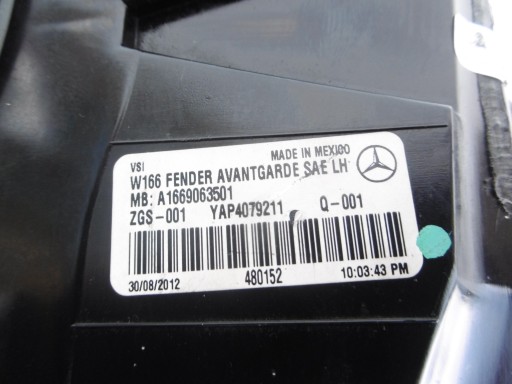 VSI
MADE IN MEXICO
W166 FENDER AVANTGARDE SAE LH
MB: A1669063501
ZGS-001 YAP4079211 Q-001
30/08/2012 480152 10:03:43 PM